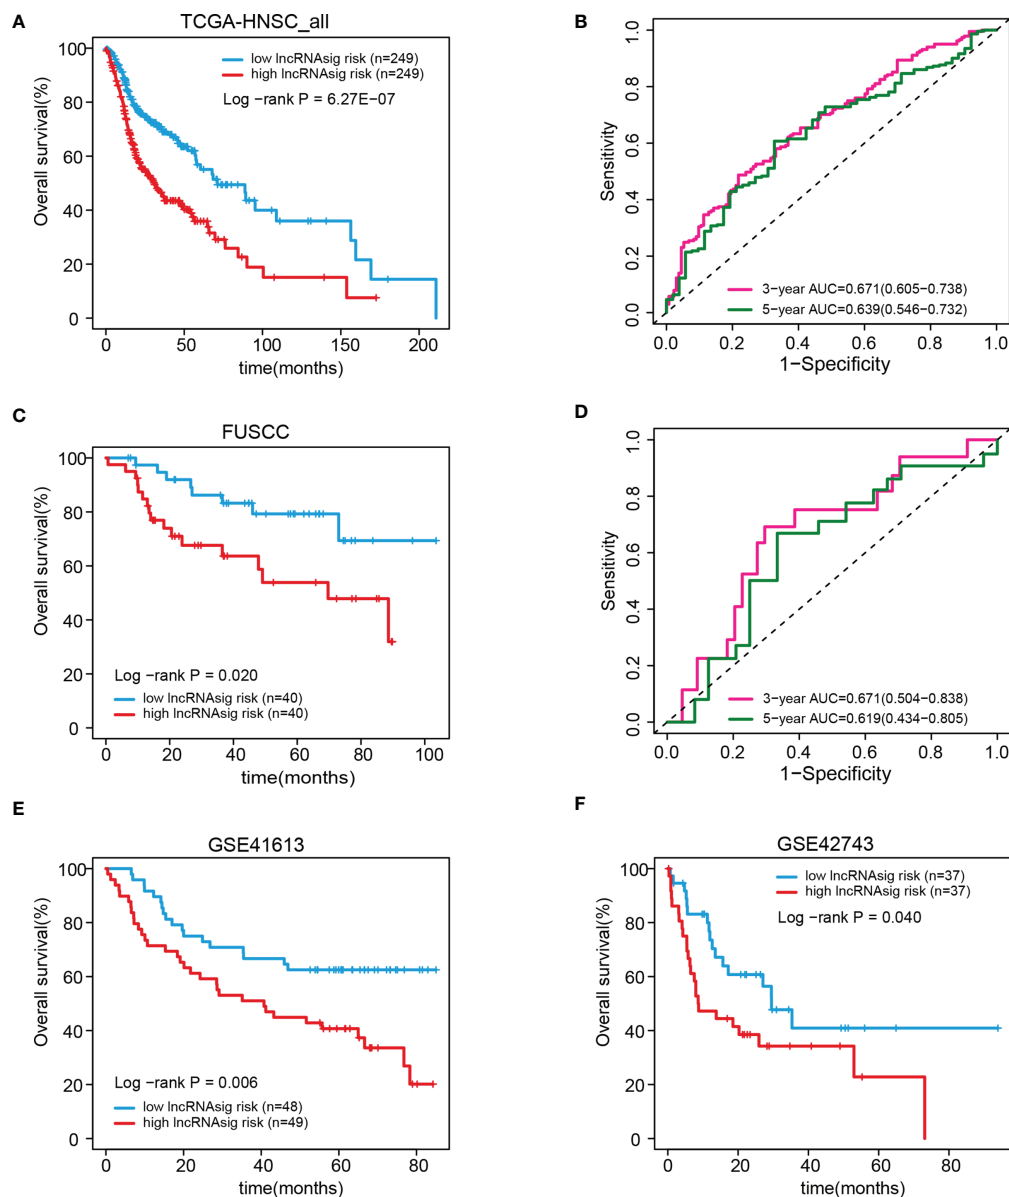 A
TCGA-HNSC_all
Overall survival(%)
100
80
60
40
20
0
low lncRNAsig risk (n=249)
high lncRNAsig risk (n=249)
Log −rank P = 6.27E−07
0 50 100 150 200
time(months)
B
Sensitivity
1.0
0.8
0.6
0.4
0.2
0.0
3−year AUC=0.671(0.605−0.738)
5−year AUC=0.639(0.546−0.732)
0.0 0.2 0.4 0.6 0.8 1.0
1−Specificity
C
FUSCC
Overall survival(%)
100
80
60
40
20
0
Log −rank P = 0.020
low lncRNAsig risk (n=40)
high lncRNAsig risk (n=40)
0 20 40 60 80 100
time(months)
D
Sensitivity
1.0
0.8
0.6
0.4
0.2
0.0
3−year AUC=0.671(0.504−0.838)
5−year AUC=0.619(0.434−0.805)
0.0 0.2 0.4 0.6 0.8 1.0
1−Specificity
E
GSE41613
Overall survival(%)
100
80
60
40
20
0
Log −rank P = 0.006
low lncRNAsig risk (n=48)
high lncRNAsig risk (n=49)
0 20 40 60 80
time(months)
F
GSE42743
Overall survival(%)
100
80
60
40
20
0
low lncRNAsig risk (n=37)
high lncRNAsig risk (n=37)
Log −rank P = 0.040
0 20 40 60 80
time(months)